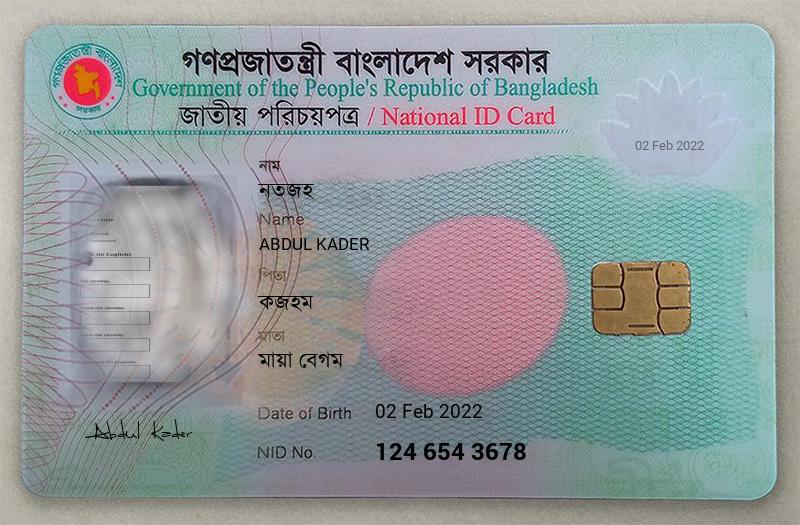 গণপ্রজাতন্ত্রী বাংলাদেশ সরকার
Government of the People's Republic of Bangladesh
জাতীয় পরিচয়পত্র / National ID Card
02 Feb 2022
নাম
নতজহ
Name
ABDUL KADER
পিতা
কজহম
মাতা
মায়া বেগম
Date of Birth 02 Feb 2022
Abdul Kader
NID No. 124 654 3678